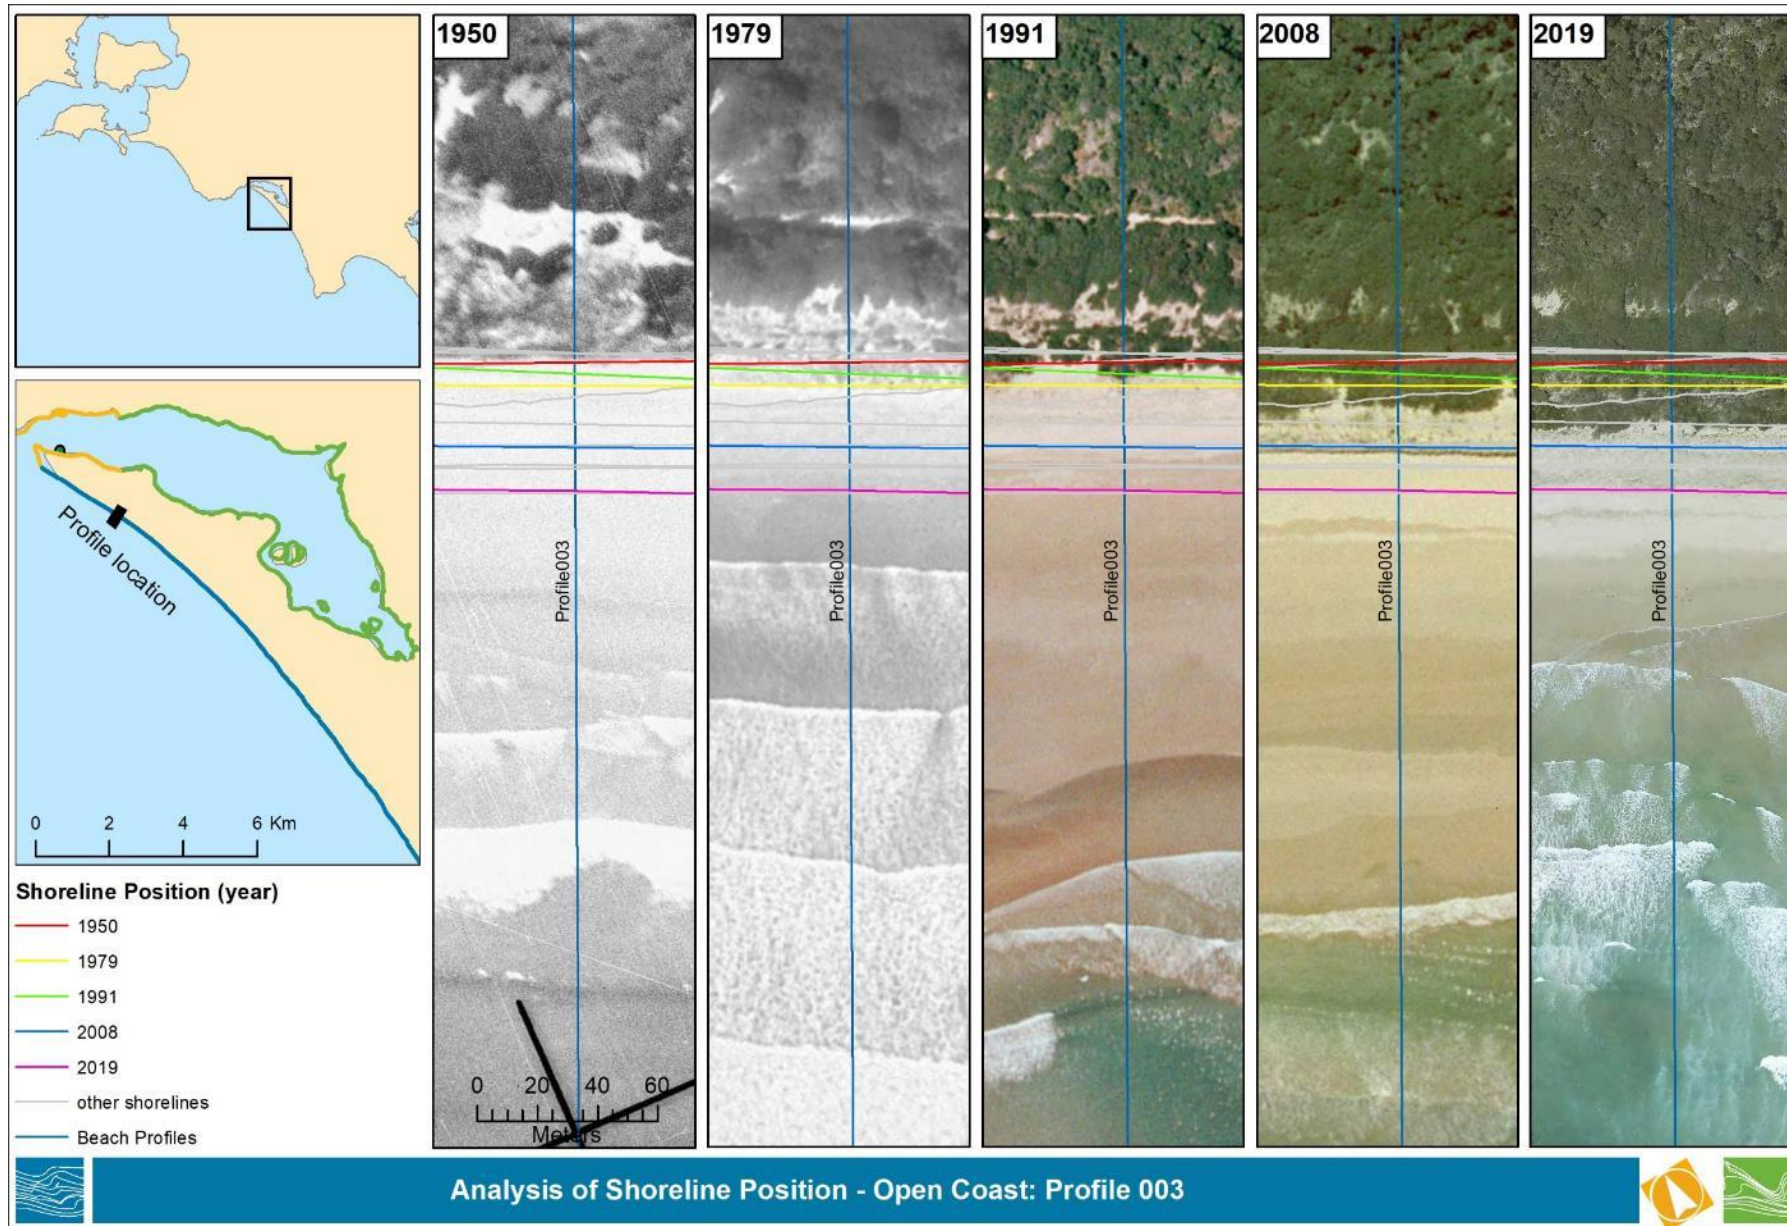 1950
1979
1991
2008
2019
Profile location
0 2 4 6 Km
Shoreline Position (year)
1950
1979
1991
2008
2019
other shorelines
Beach Profiles
Profile003
Profile003
Profile003
Profile003
Profile003
0 20 40 60
Meters
Analysis of Shoreline Position - Open Coast: Profile 003